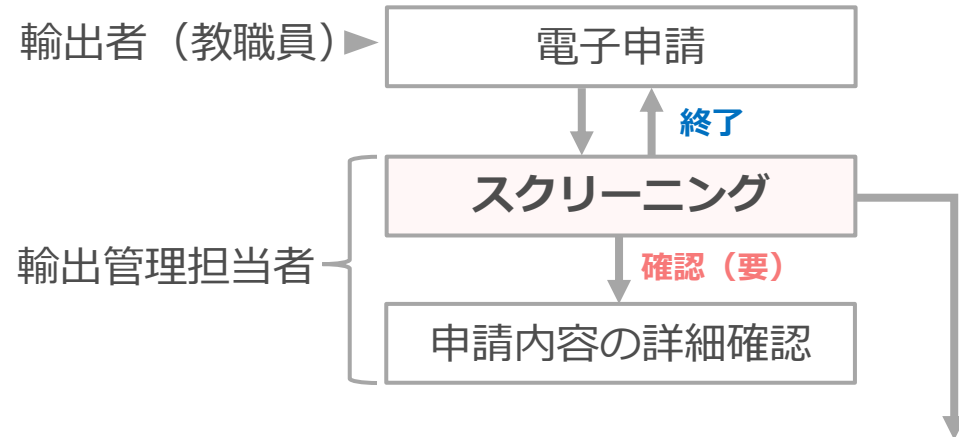 輸出者（教職員）
電子申請
終了
スクリーニング
輸出管理担当者
確認（要）
申請内容の詳細確認